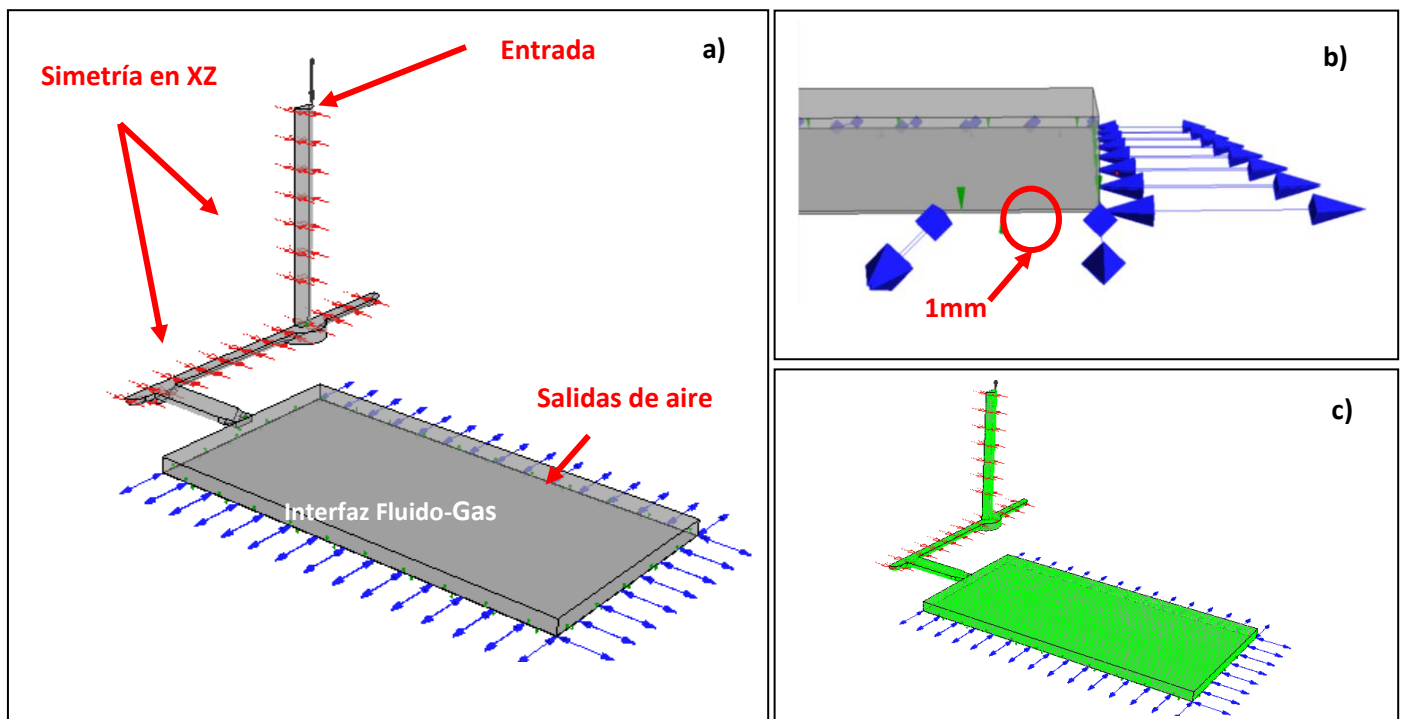 Entrada
a)
Simetría en XZ
Salidas de aire
Interfaz Fluido-Gas
b)
1mm
c)